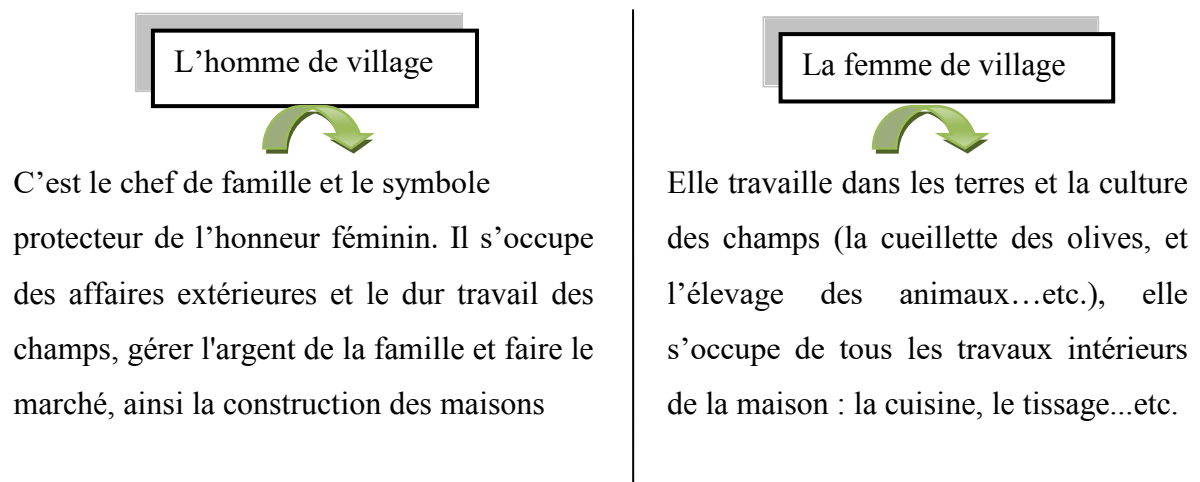 L’homme de village
C’est le chef de famille et le symbole
protecteur de l’honneur féminin. Il s’occupe
des affaires extérieures et le dur travail des
champs, gérer l'argent de la famille et faire le
marché, ainsi la construction des maisons
La femme de village
Elle travaille dans les terres et la culture
des champs (la cueillette des olives, et
l’élevage des animaux…etc.), elle
s’occupe de tous les travaux intérieurs
de la maison : la cuisine, le tissage...etc.